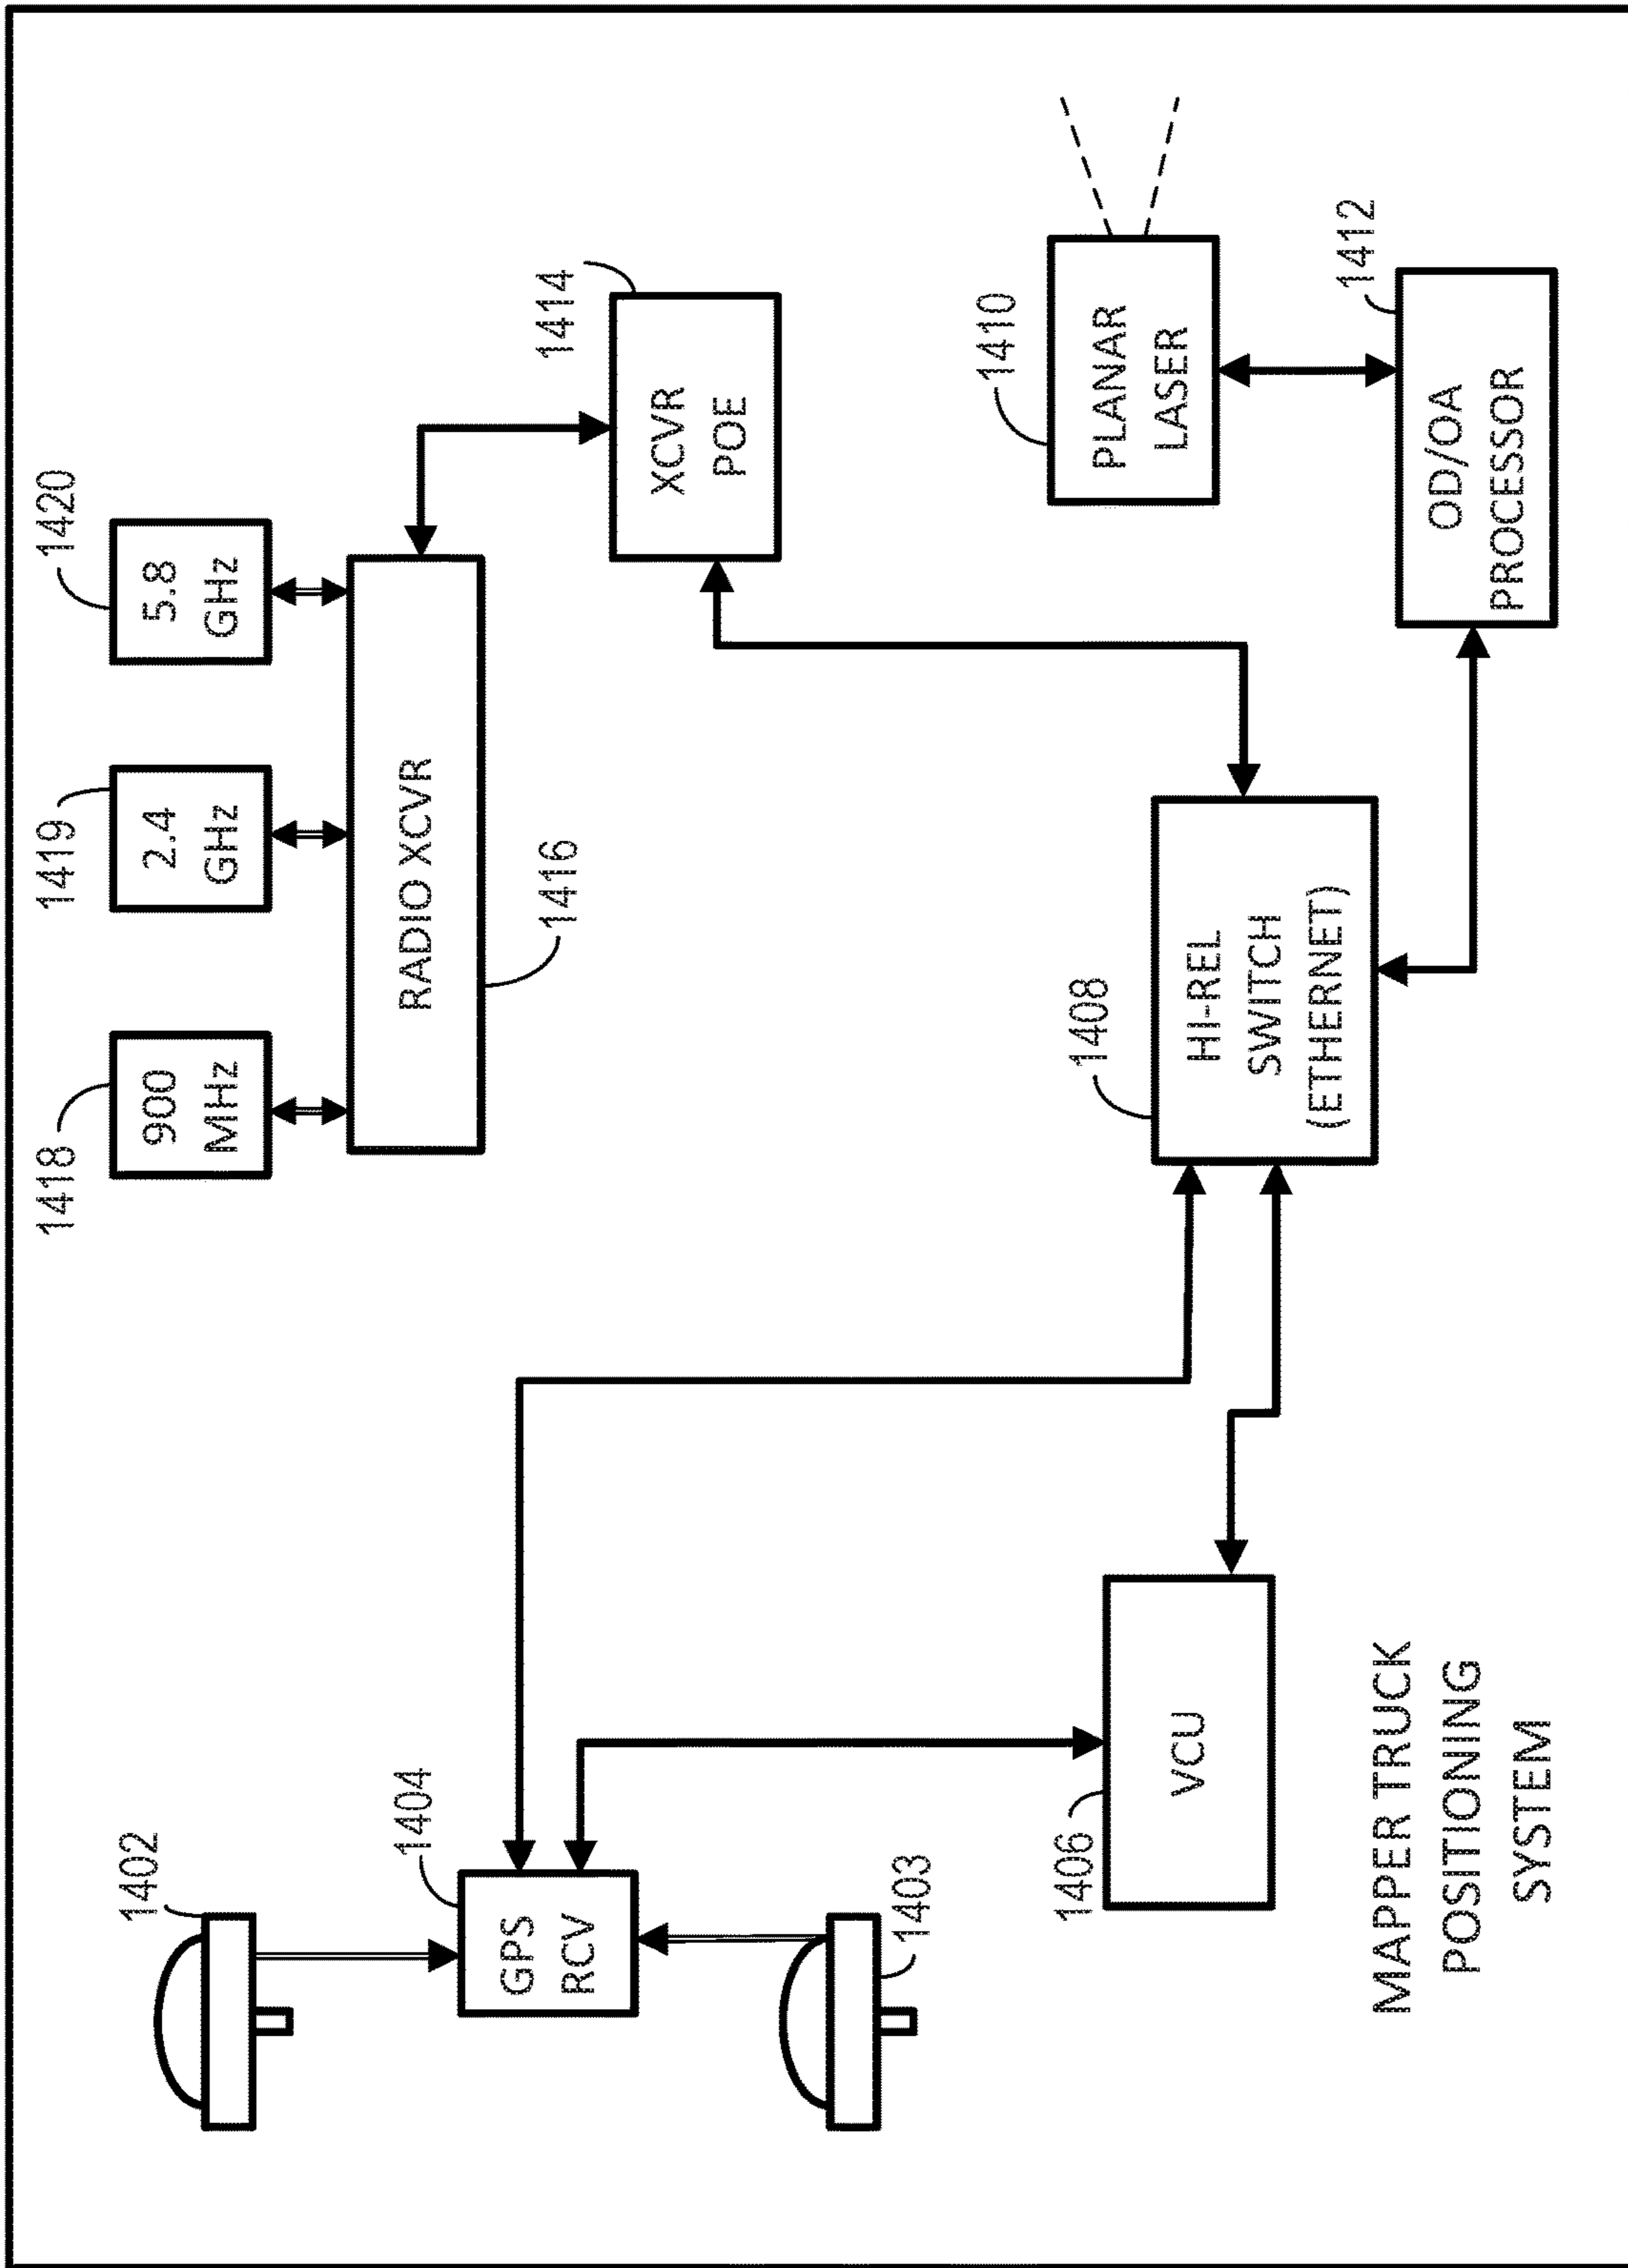 1402
1404
GPS
RCV
1403
1406
VCU
MAPPER TRUCK
POSITIONING
SYSTEM
1418
900
MHz
1419
2.4
GHz
1420
5.8
GHz
RADIO XCVR
1416
1414
XCVR
POE
1408
HI-REL
SWITCH
(ETHERNET)
1410
PLANAR
LASER
1412
OD/OA
PROCESSOR